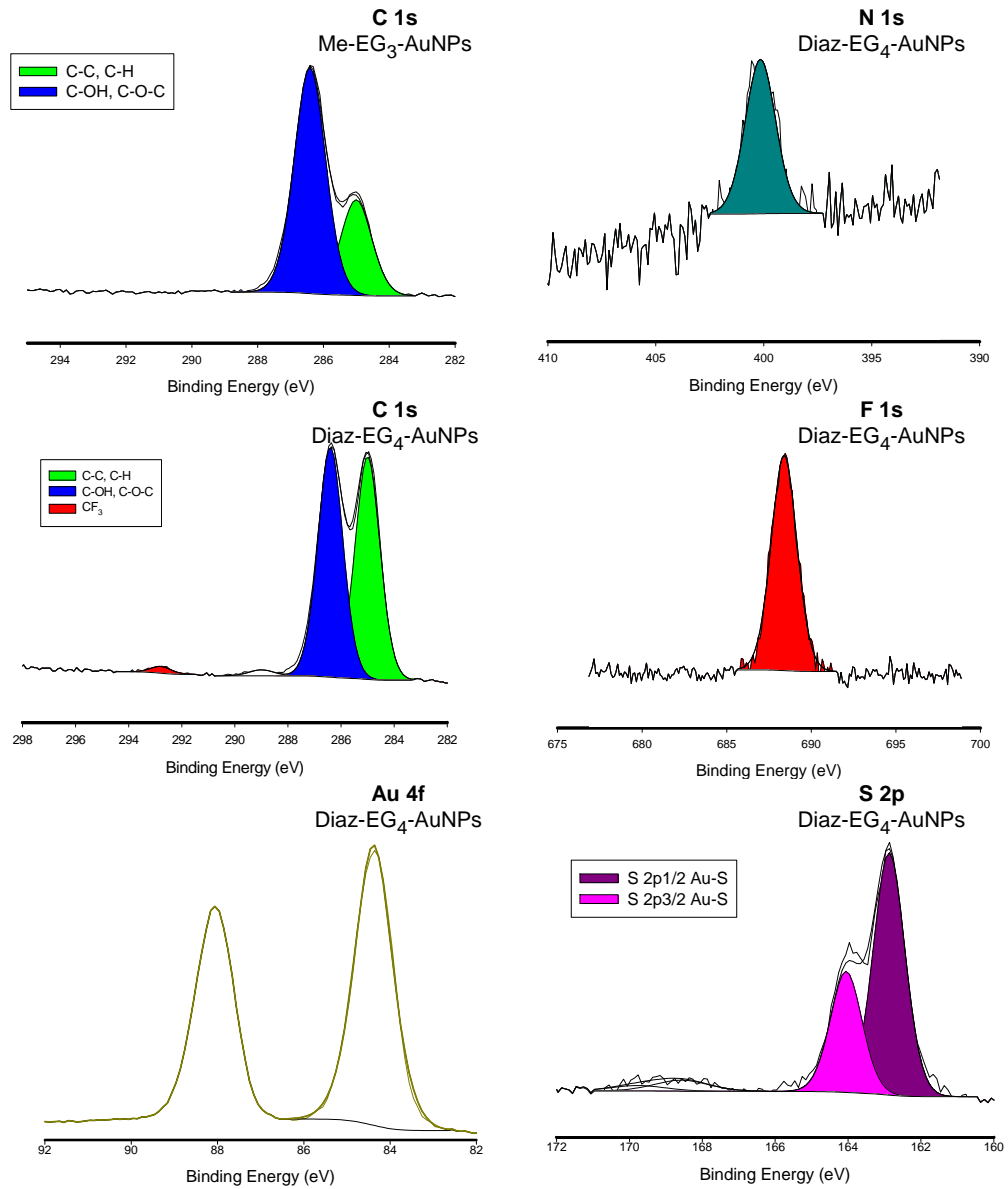 C 1s
Me-EG3-AuNPs
C-C, C-H
C-OH, C-O-C
294 292 290 288 286 284 282
Binding Energy (eV)
N 1s
Diaz-EG4-AuNPs
410 405 400 395 390
Binding Energy (eV)
C 1s
Diaz-EG4-AuNPs
C-C, C-H
C-OH, C-O-C
CF3
298 296 294 292 290 288 286 284 282
Binding Energy (eV)
F 1s
Diaz-EG4-AuNPs
675 680 685 690 695 700
Binding Energy (eV)
Au 4f
Diaz-EG4-AuNPs
92 90 88 86 84 82
Binding Energy (eV)
S 2p
Diaz-EG4-AuNPs
S 2p1/2 Au-S
S 2p3/2 Au-S
172 170 168 166 164 162 160
Binding Energy (eV)